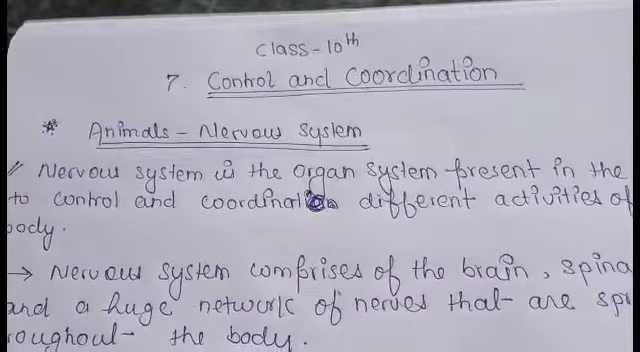 Class-10th
7. Control and Coordination
* Animals - Nervous system
Nervous system is the organ system present in the
to control and coordination different activities of
body.
→ Nervous system comprises of the brain, spina
and a huge network of nerves that are spr
roughout the body.